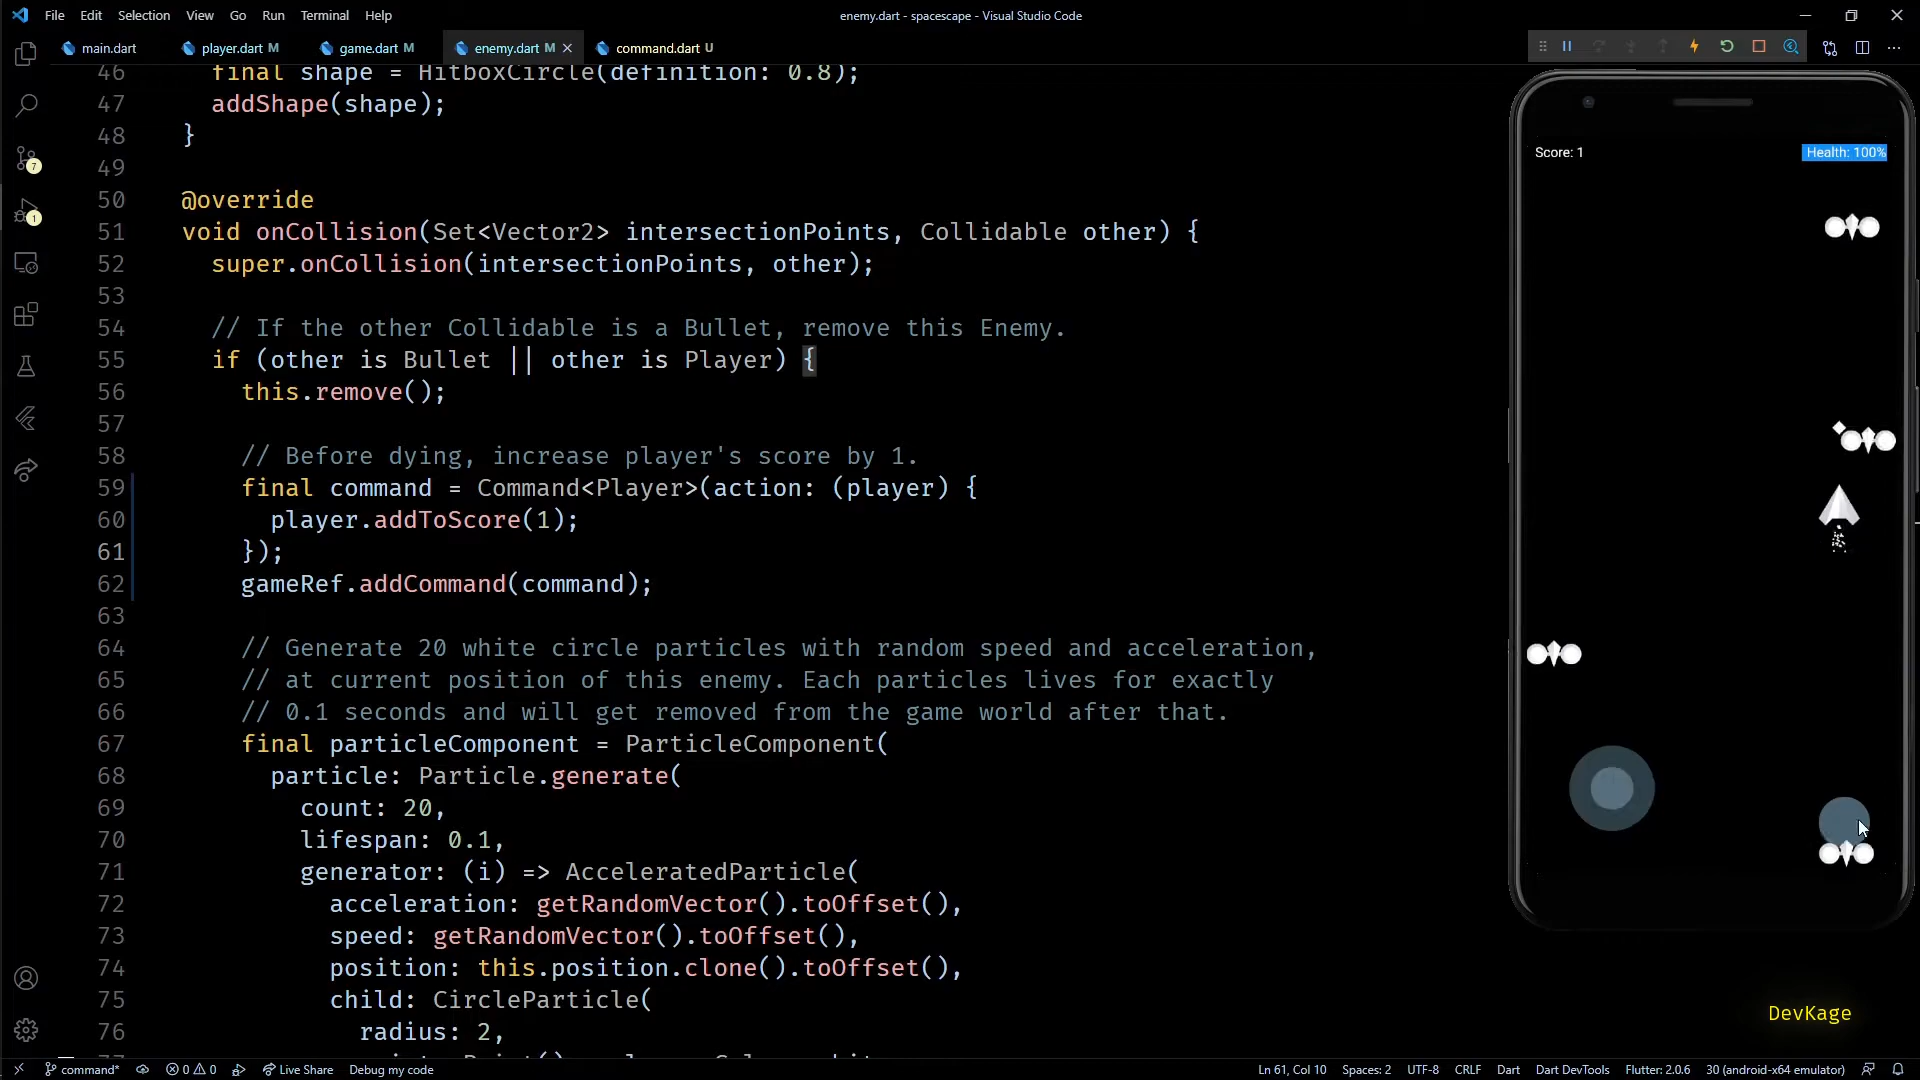 File Edit Selection View Go Run Terminal Help
enemy.dart - spacescape - Visual Studio Code
main.dart player.dart M game.dart M enemy.dart M command.dart U
46 final shape = HitboxCircle(definition: 0.8);
47 addShape(shape);
48 }
49
50 @override
51 void onCollision(Set<Vector2> intersectionPoints, Collidable other) {
52 super.onCollision(intersectionPoints, other);
53
54 // If the other Collidable is a Bullet, remove this Enemy.
55 if (other is Bullet || other is Player) {
56 this.remove();
57
58 // Before dying, increase player's score by 1.
59 final command = Command<Player>(action: (player) {
60 player.addToScore(1);
61 });
62 gameRef.addCommand(command);
63
64 // Generate 20 white circle particles with random speed and acceleration,
65 // at current position of this enemy. Each particles lives for exactly
66 // 0.1 seconds and will get removed from the game world after that.
67 final particleComponent = ParticleComponent(
68 particle: Particle.generate(
69 count: 20,
70 lifespan: 0.1,
71 generator: (i) => AcceleratedParticle(
72 acceleration: getRandomVector().toOffset(),
73 speed: getRandomVector().toOffset(),
74 position: this.position.clone().toOffset(),
75 child: CircleParticle(
76 radius: 2,
7
1
Score: 1
Health: 100%
DevKage
command* 0 0 Live Share Debug my code
Ln 61, Col 10 Spaces: 2 UTF-8 CRLF Dart Dart DevTools Flutter: 2.0.6 30 (android-x64 emulator)